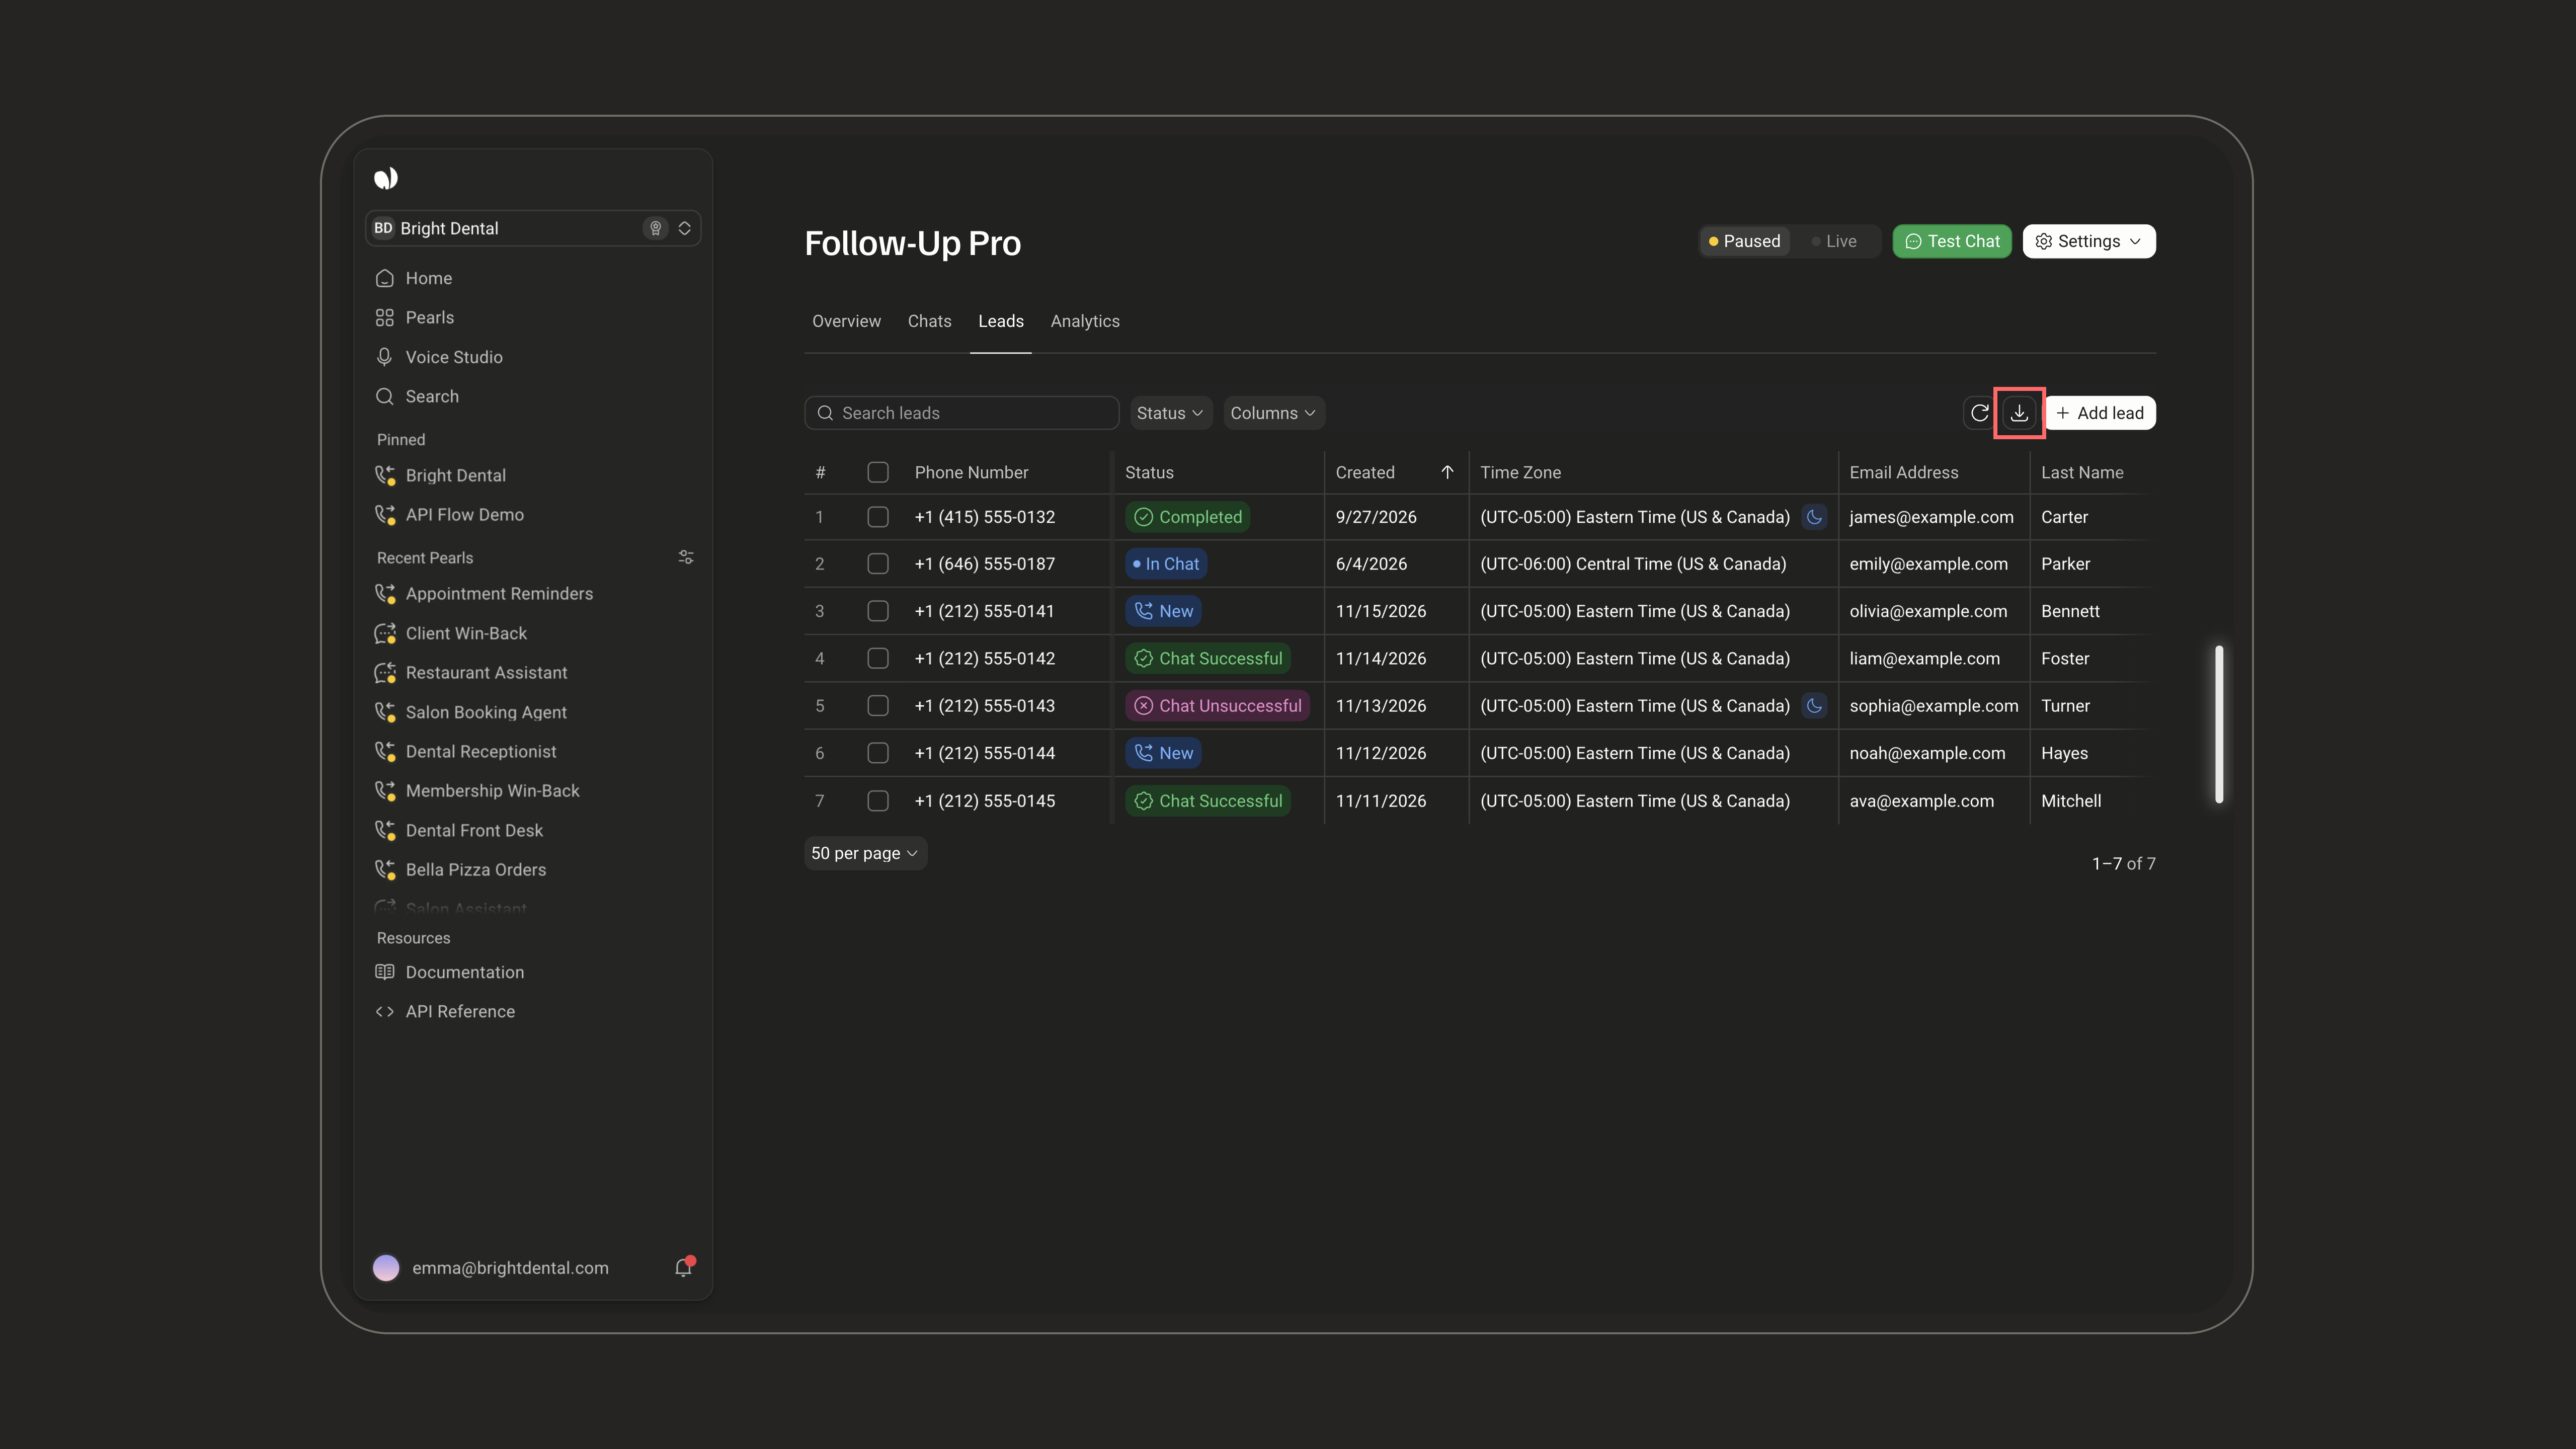 BD Bright Dental
Home
Pearls
Voice Studio
Search
Pinned
Bright Dental
API Flow Demo
Recent Pearls
Appointment Reminders
Client Win-Back
Restaurant Assistant
Salon Booking Agent
Dental Receptionist
Membership Win-Back
Dental Front Desk
Bella Pizza Orders
Salon Assistant
Resources
Documentation
API Reference
emma@brightdental.com
Follow-Up Pro
Paused Live Test Chat Settings
Overview Chats Leads Analytics
Search leads Status Columns + Add lead
# Phone Number Status Created Time Zone Email Address Last Name
1 +1 (415) 555-0132 Completed 9/27/2026 (UTC-05:00) Eastern Time (US & Canada) james@example.com Carter
2 +1 (646) 555-0187 In Chat 6/4/2026 (UTC-06:00) Central Time (US & Canada) emily@example.com Parker
3 +1 (212) 555-0141 New 11/15/2026 (UTC-05:00) Eastern Time (US & Canada) olivia@example.com Bennett
4 +1 (212) 555-0142 Chat Successful 11/14/2026 (UTC-05:00) Eastern Time (US & Canada) liam@example.com Foster
5 +1 (212) 555-0143 Chat Unsuccessful 11/13/2026 (UTC-05:00) Eastern Time (US & Canada) sophia@example.com Turner
6 +1 (212) 555-0144 New 11/12/2026 (UTC-05:00) Eastern Time (US & Canada) noah@example.com Hayes
7 +1 (212) 555-0145 Chat Successful 11/11/2026 (UTC-05:00) Eastern Time (US & Canada) ava@example.com Mitchell
50 per page
1–7 of 7